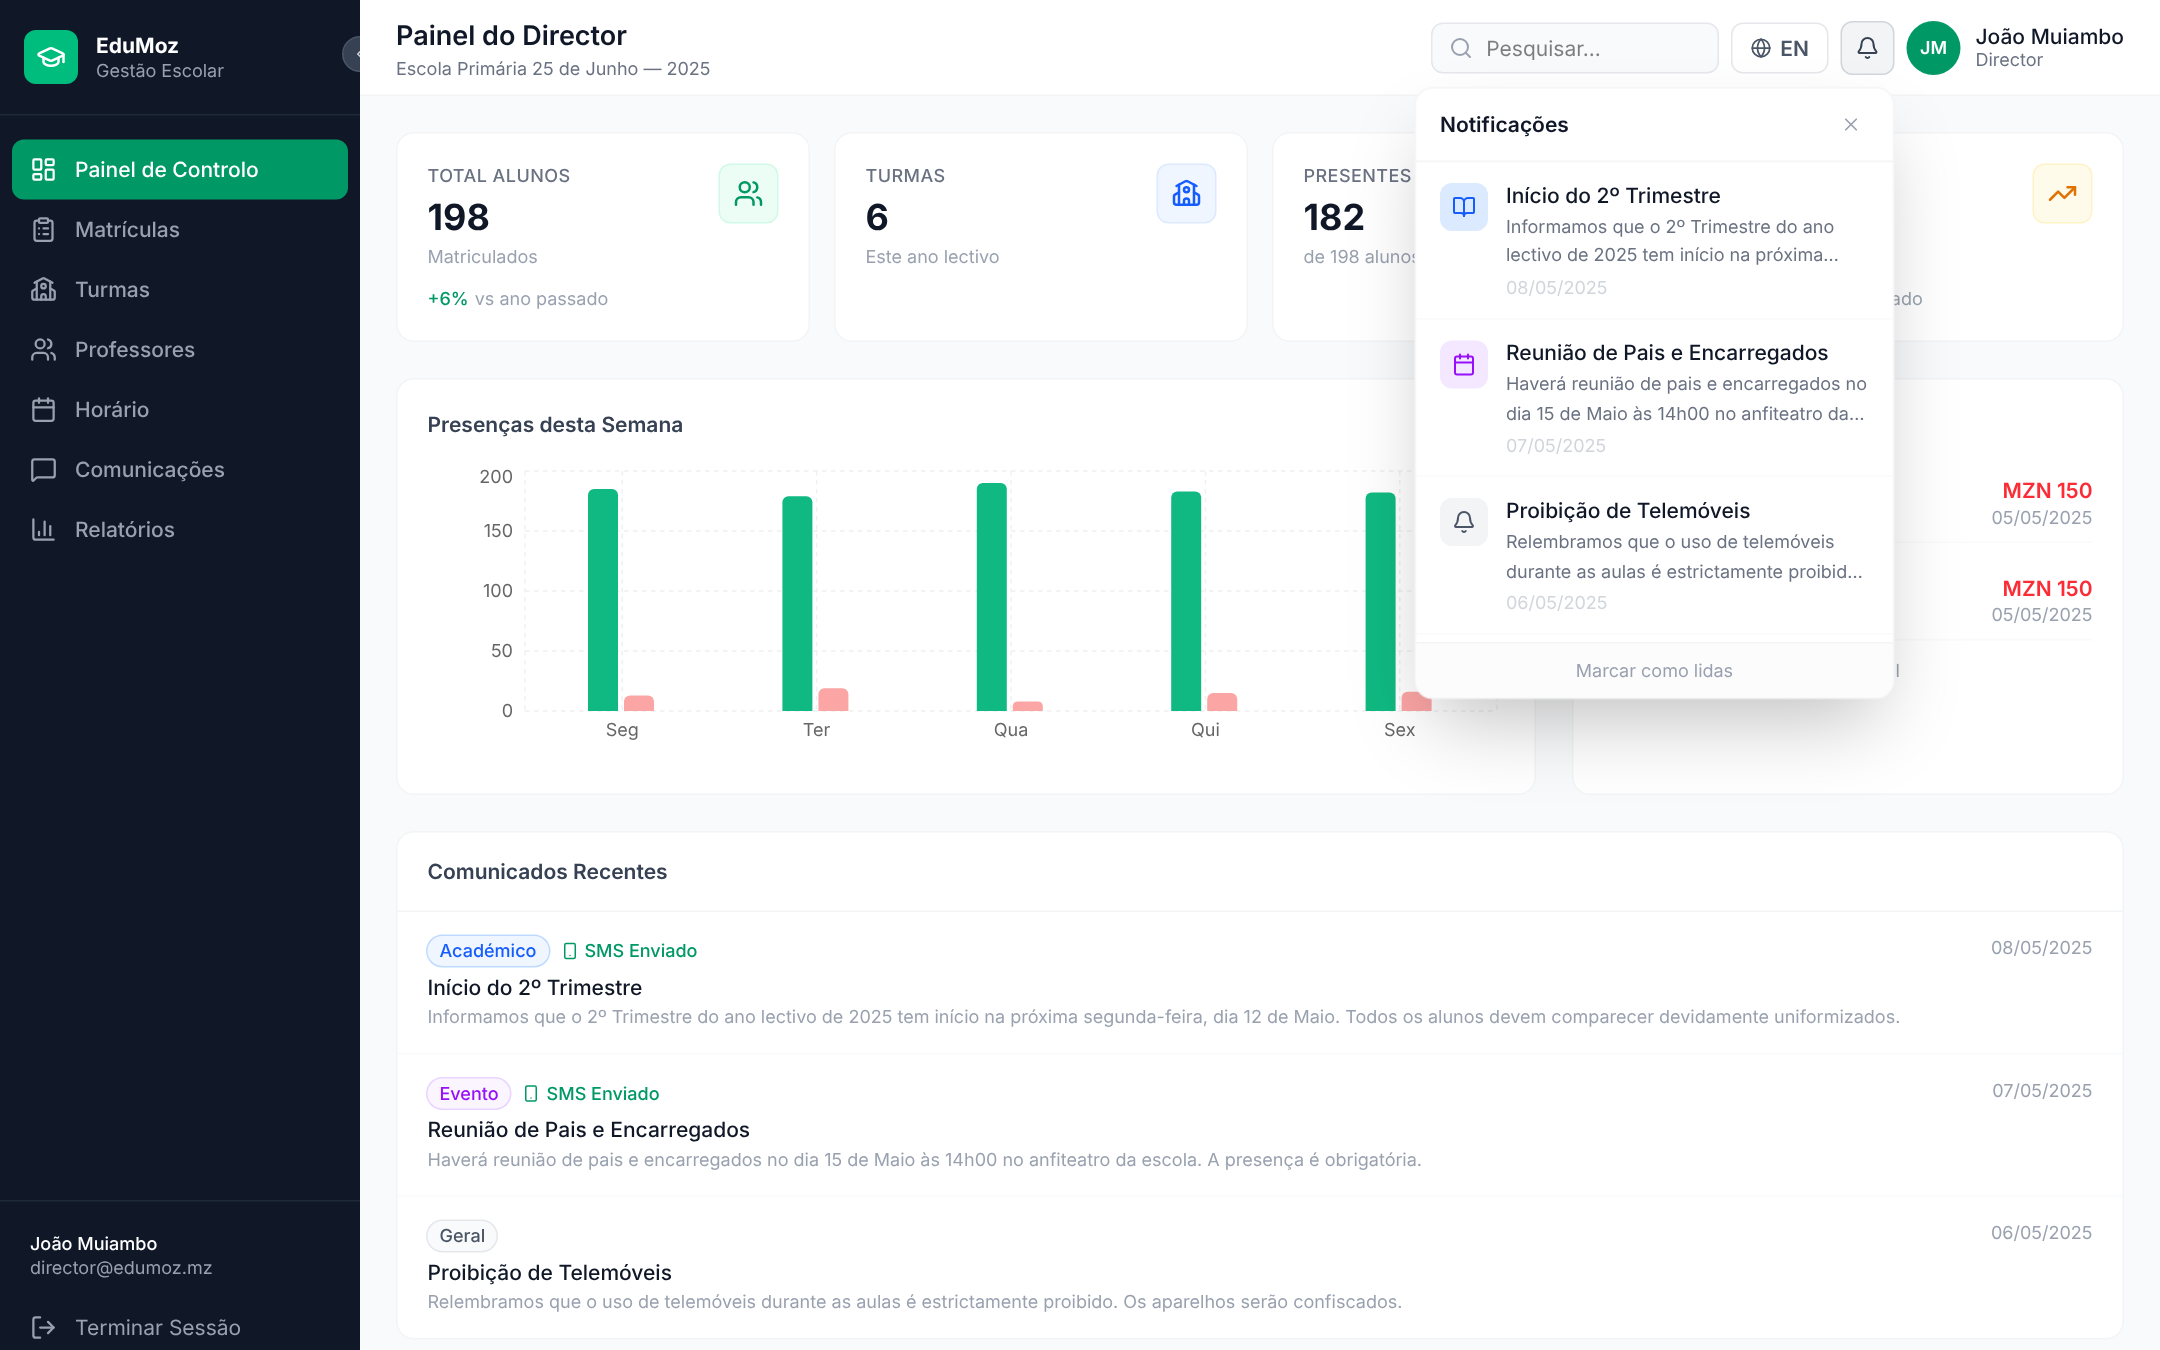 EduMoz
Gestão Escolar
Painel de Controlo
Matrículas
Turmas
Professores
Horário
Comunicações
Relatórios
João Muiambo
director@edumoz.mz
Terminar Sessão
Painel do Director
Escola Primária 25 de Junho — 2025
Pesquisar...
EN
JM
João Muiambo
Director
TOTAL ALUNOS
198
Matriculados
+6% vs ano passado
TURMAS
6
Este ano lectivo
PRESENTES
182
de 198 alunos
Notificações
Início do 2º Trimestre
Informamos que o 2º Trimestre do ano
lectivo de 2025 tem início na próxima...
08/05/2025
Reunião de Pais e Encarregados
Haverá reunião de pais e encarregados no
dia 15 de Maio às 14h00 no anfiteatro da...
07/05/2025
Proibição de Telemóveis
Relembramos que o uso de telemóveis
durante as aulas é estrictamente proibid...
06/05/2025
Marcar como lidas
Presenças desta Semana
200
150
100
50
0
Seg
Ter
Qua
Qui
Sex
MZN 150
05/05/2025
MZN 150
05/05/2025
Comunicados Recentes
Académico SMS Enviado
08/05/2025
Início do 2º Trimestre
Informamos que o 2º Trimestre do ano lectivo de 2025 tem início na próxima segunda-feira, dia 12 de Maio. Todos os alunos devem comparecer devidamente uniformizados.
Evento SMS Enviado
07/05/2025
Reunião de Pais e Encarregados
Haverá reunião de pais e encarregados no dia 15 de Maio às 14h00 no anfiteatro da escola. A presença é obrigatória.
Geral
06/05/2025
Proibição de Telemóveis
Relembramos que o uso de telemóveis durante as aulas é estrictamente proibido. Os aparelhos serão confiscados.